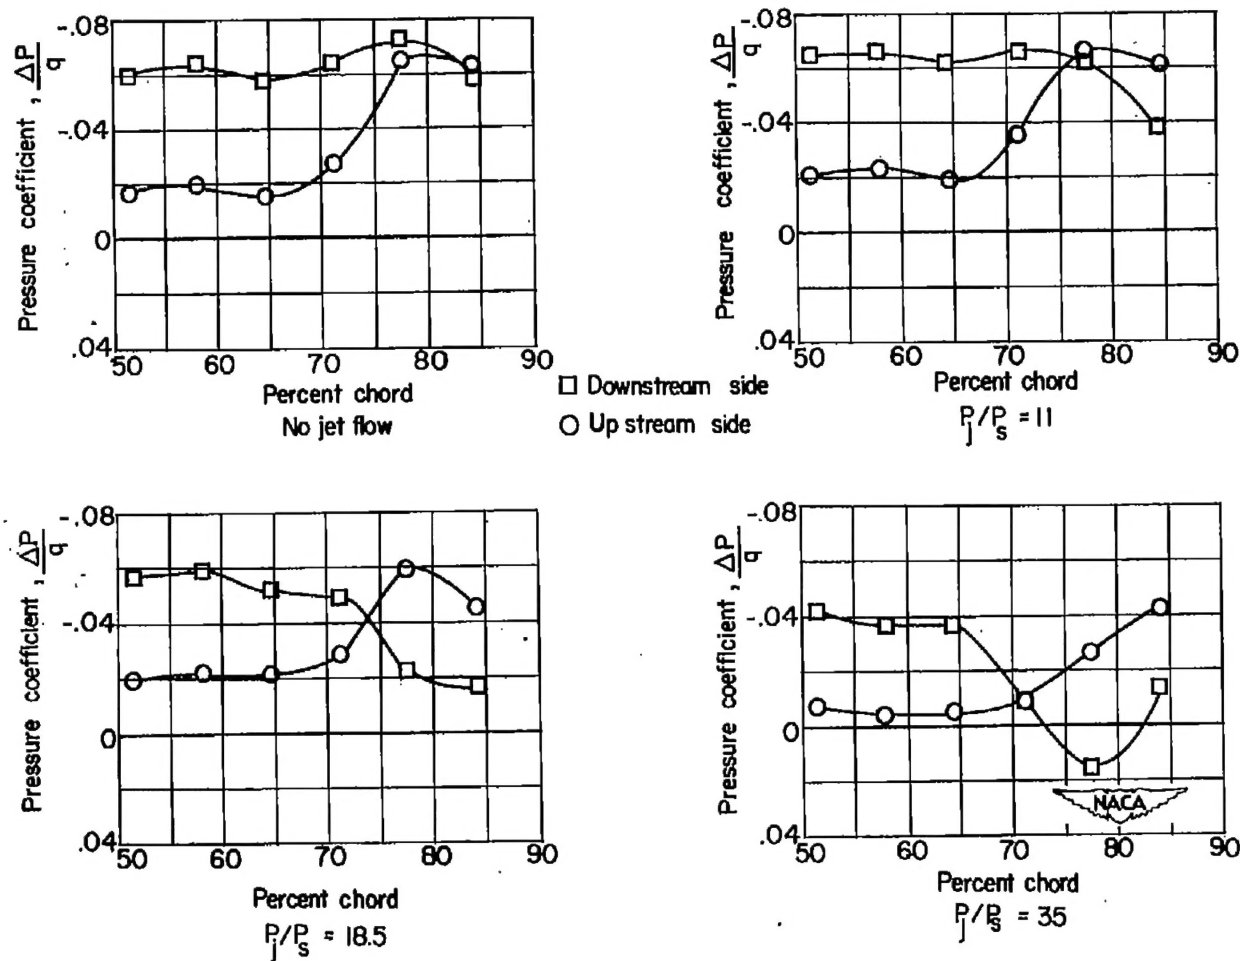 -.08
-.04
0
.04
Pressure coefficient , ΔP/q
50 60 70 80 90
Percent chord
No jet flow
-.08
-.04
0
.04
Pressure coefficient , ΔP/q
50 60 70 80 90
Percent chord
Pj/Ps = 11
□ Downstream side
○ Up stream side
-.08
-.04
0
.04
Pressure coefficient , ΔP/q
50 60 70 80 90
Percent chord
Pj/Ps = 18.5
-.08
-.04
0
.04
Pressure coefficient , ΔP/q
NACA
50 60 70 80 90
Percent chord
Pj/Ps = 35